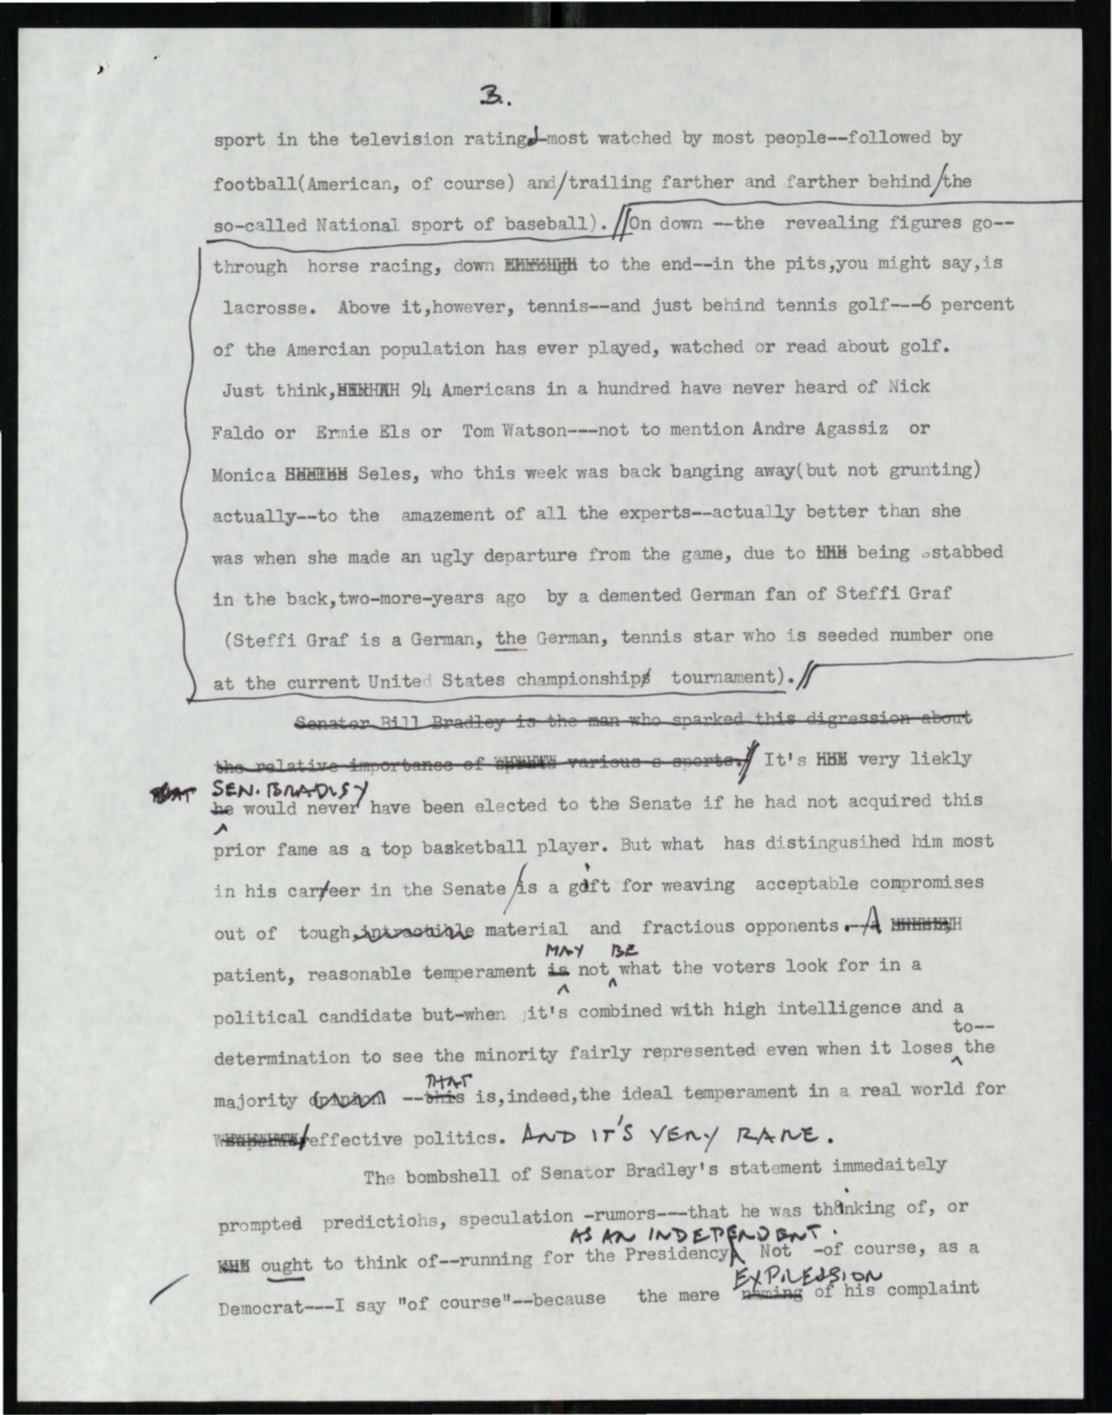 3.
sport in the television rating,--most watched by most people--followed by
football(American, of course) and/trailing farther and farther behind/the
so-called National sport of baseball). //On down --the revealing figures go--
through horse racing, down to the end--in the pits,you might say,is
lacrosse. Above it,however, tennis--and just behind tennis golf---6 percent
of the Amercian population has ever played, watched or read about golf.
Just think, 94 Americans in a hundred have never heard of Nick
Faldo or Ernie Els or Tom Watson---not to mention Andre Agassiz or
Monica Seles, who this week was back banging away(but not grunting)
actually--to the amazement of all the experts--actually better than she
was when she made an ugly departure from the game, due to being stabbed
in the back,two-more-years ago by a demented German fan of Steffi Graf
(Steffi Graf is a German, the German, tennis star who is seeded number one
at the current United States championships tournament).//
Senator Bill Bradley is the man who sparked this digression about
the relative importance of various s sports.// It's very liekly
SEN. BRADLEY
he would never have been elected to the Senate if he had not acquired this
prior fame as a top bazketball player. But what has distingusihed him most
in his career in the Senate/is a gift for weaving acceptable compromises
out of tough, material and fractious opponents. A
MAY BE
patient, reasonable temperament is not what the voters look for in a
political candidate but-when it's combined with high intelligence and a
to--
determination to see the minority fairly represented even when it loses the
THAT
majority opinion --this is,indeed,the ideal temperament in a real world for
effective politics. AND IT'S VERY RARE.
The bombshell of Senator Bradley's statement immedaitely
prompted predictiohs, speculation -rumors---that he was thinking of, or
AS AN INDEPENDENT.
ought to think of--running for the Presidency Not -of course, as a
EXPRESSION
Democrat---I say "of course"--because the mere naming of his complaint